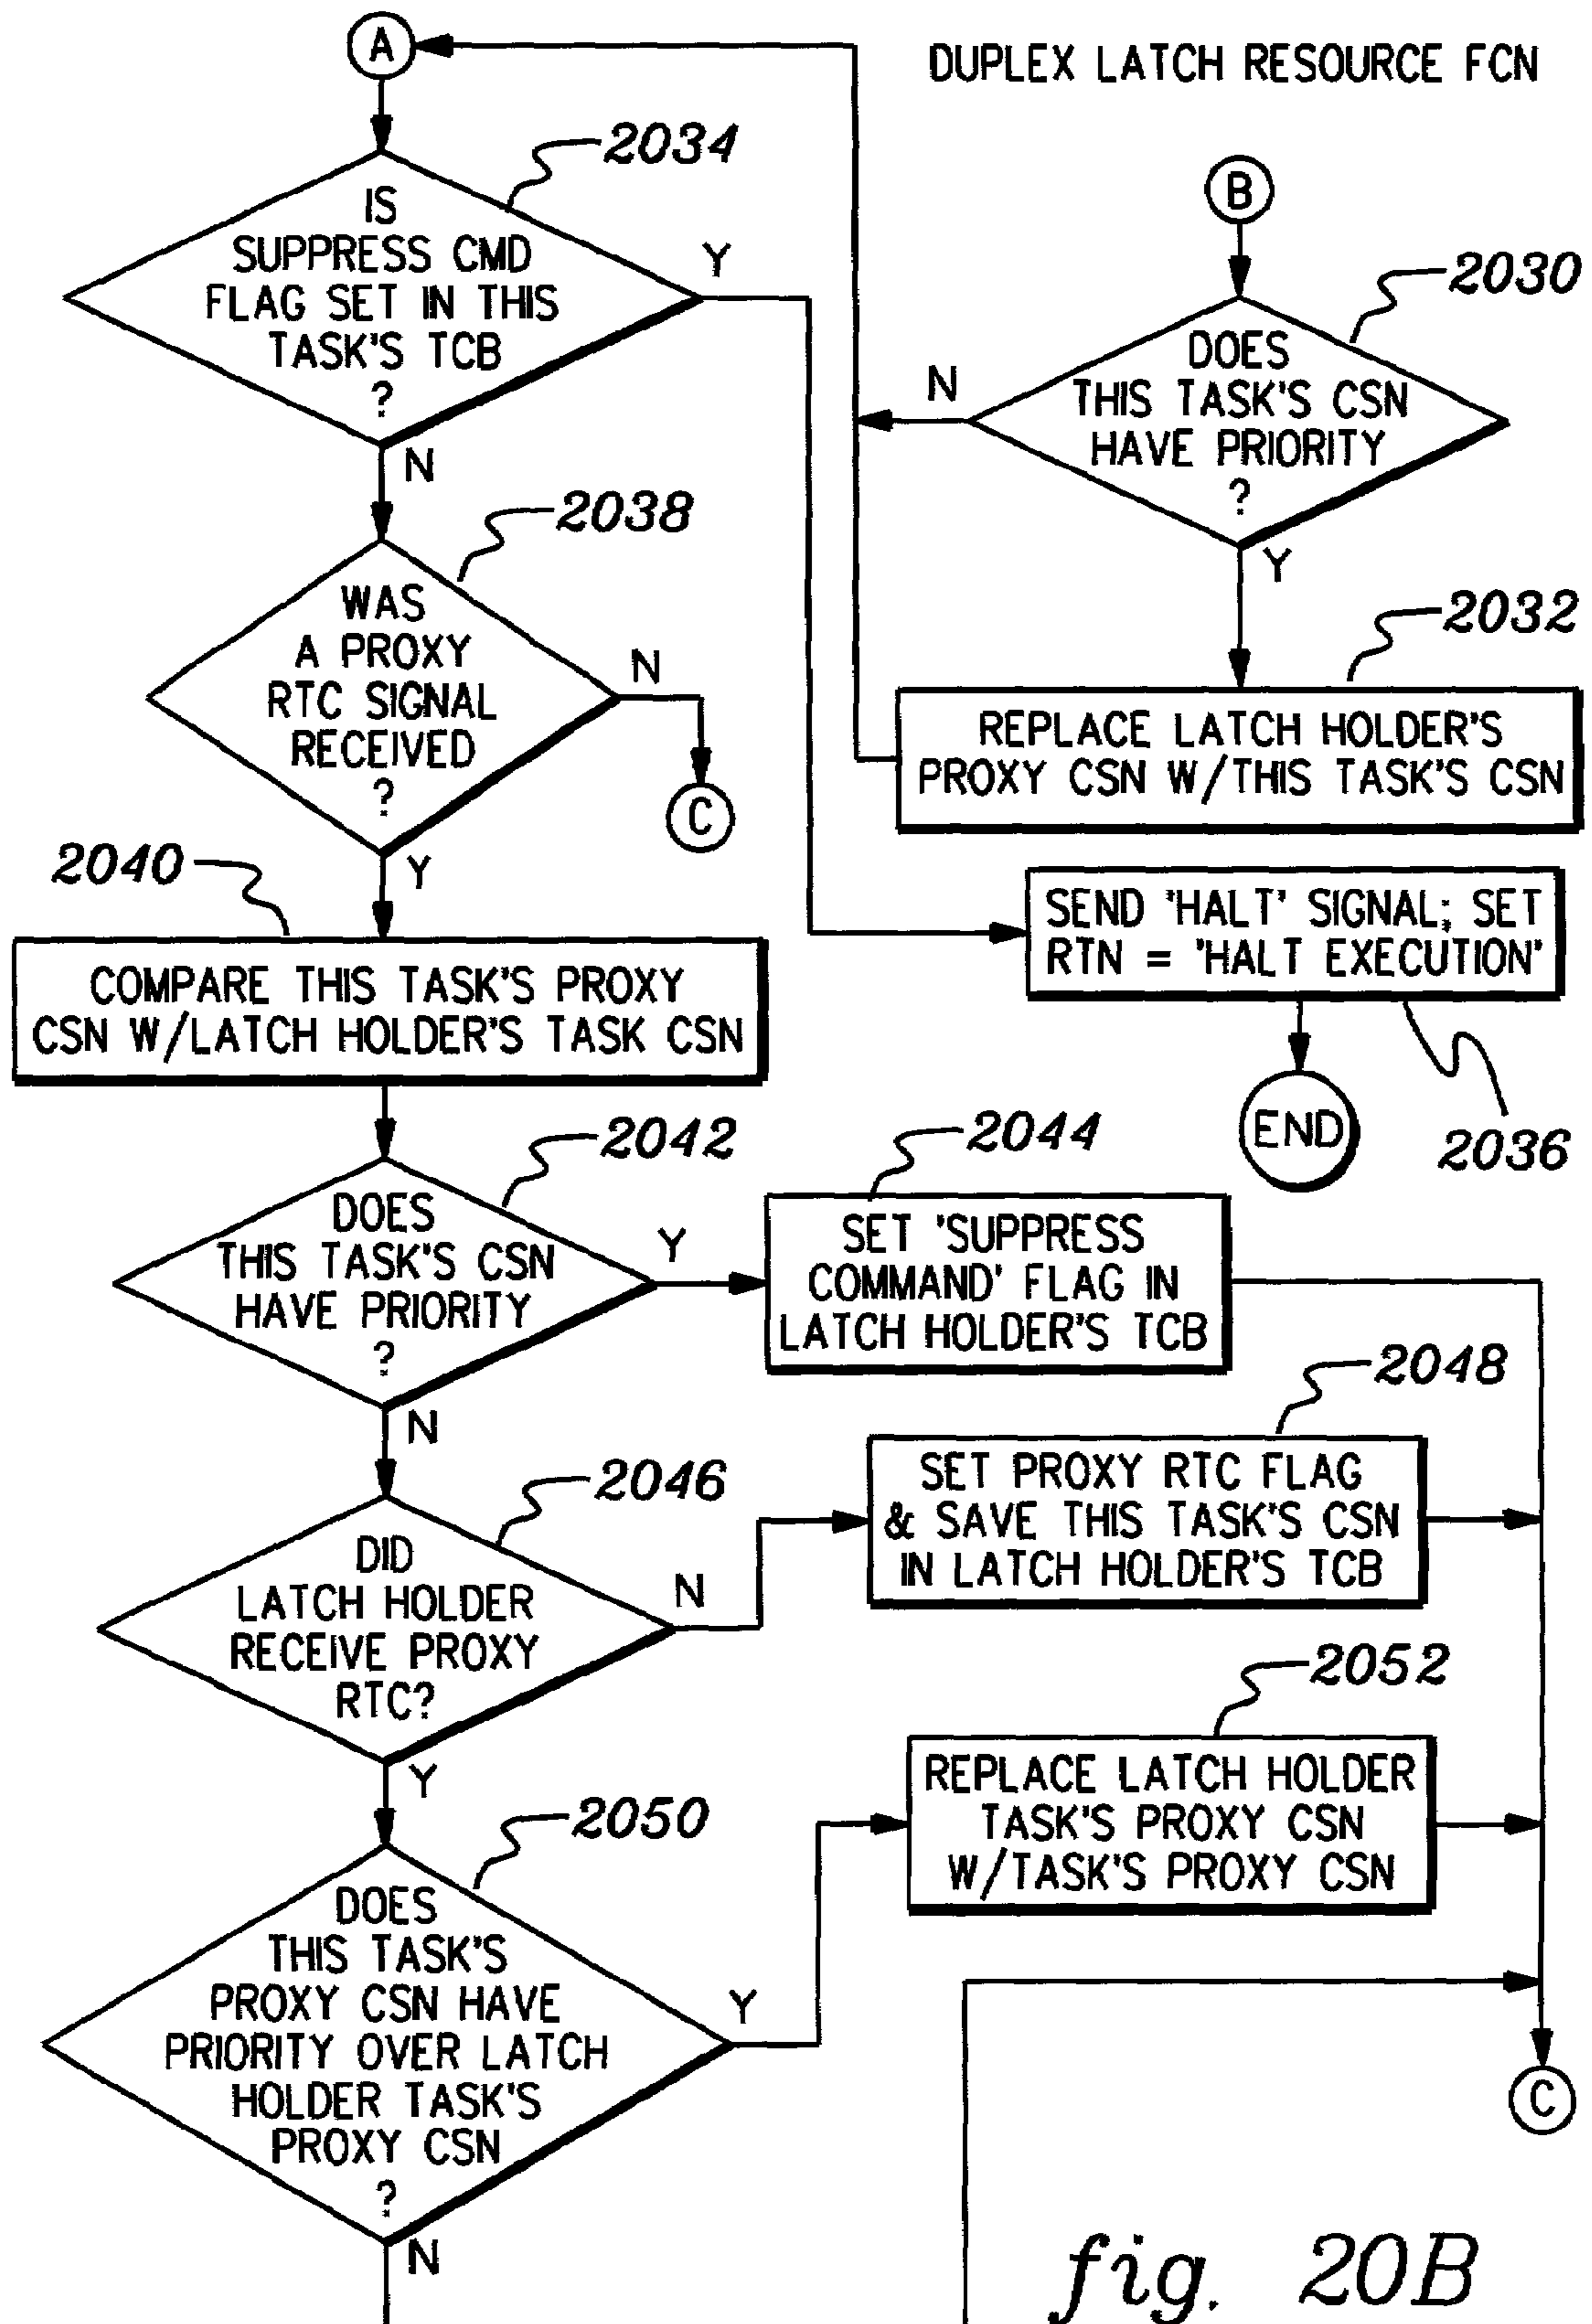 A
DUPLEX LATCH RESOURCE FCN
2034
IS
SUPPRESS CMD
FLAG SET IN THIS
TASK'S TCB
?
Y
N
B
2030
DOES
THIS TASK'S CSN
HAVE PRIORITY
?
N
Y
2038
WAS
A PROXY
RTC SIGNAL
RECEIVED
?
N
C
Y
2032
REPLACE LATCH HOLDER'S
PROXY CSN W/THIS TASK'S CSN
2040
COMPARE THIS TASK'S PROXY
CSN W/LATCH HOLDER'S TASK CSN
SEND 'HALT' SIGNAL; SET
RTN = 'HALT EXECUTION'
END
2036
2042
DOES
THIS TASK'S CSN
HAVE PRIORITY
?
Y
N
2044
SET 'SUPPRESS
COMMAND' FLAG IN
LATCH HOLDER'S TCB
2046
DID
LATCH HOLDER
RECEIVE PROXY
RTC?
N
Y
2048
SET PROXY RTC FLAG
& SAVE THIS TASK'S CSN
IN LATCH HOLDER'S TCB
2050
DOES
THIS TASK'S
PROXY CSN HAVE
PRIORITY OVER LATCH
HOLDER TASK'S
PROXY CSN
?
Y
N
2052
REPLACE LATCH HOLDER
TASK'S PROXY CSN
W/TASK'S PROXY CSN
C
fig. 20B